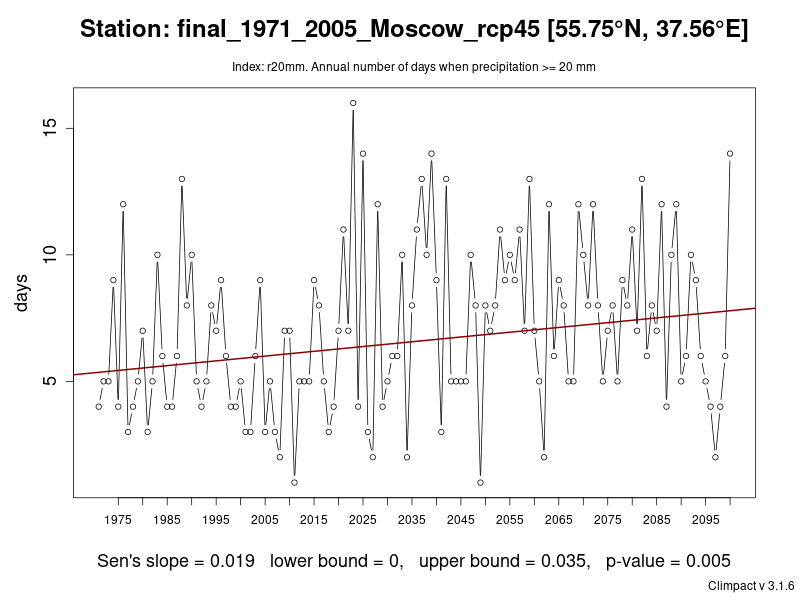 Station: final_1971_2005_Moscow_rcp45 [55.75°N, 37.56°E]
Index: r20mm. Annual number of days when precipitation >= 20 mm
days
15
10
5
1975 1985 1995 2005 2015 2025 2035 2045 2055 2065 2075 2085 2095
Sen's slope = 0.019 lower bound = 0, upper bound = 0.035, p-value = 0.005
Climpact v 3.1.6